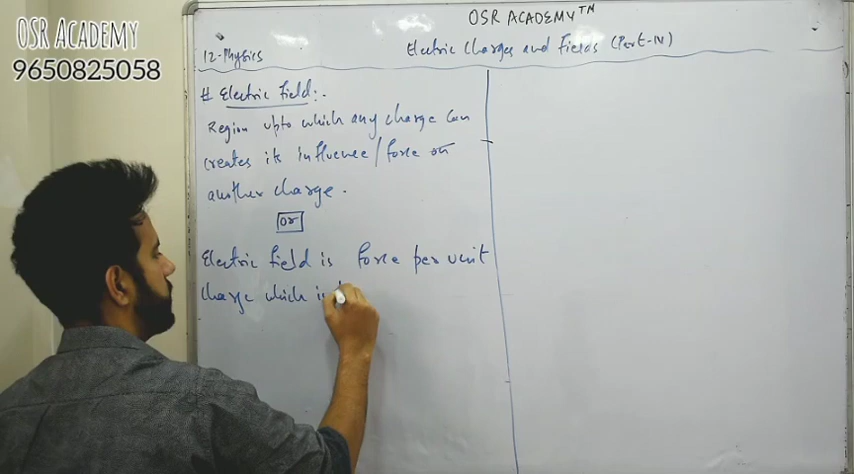 OSR ACADEMY
9650825058
OSR ACADEMY™
12-Physics
Electric Charges and Fields (Part-IV)
# Electric Field:-
Region upto which any charge can
creates its influence/force on
another charge.
Or
Electric field is force per unit
charge which is